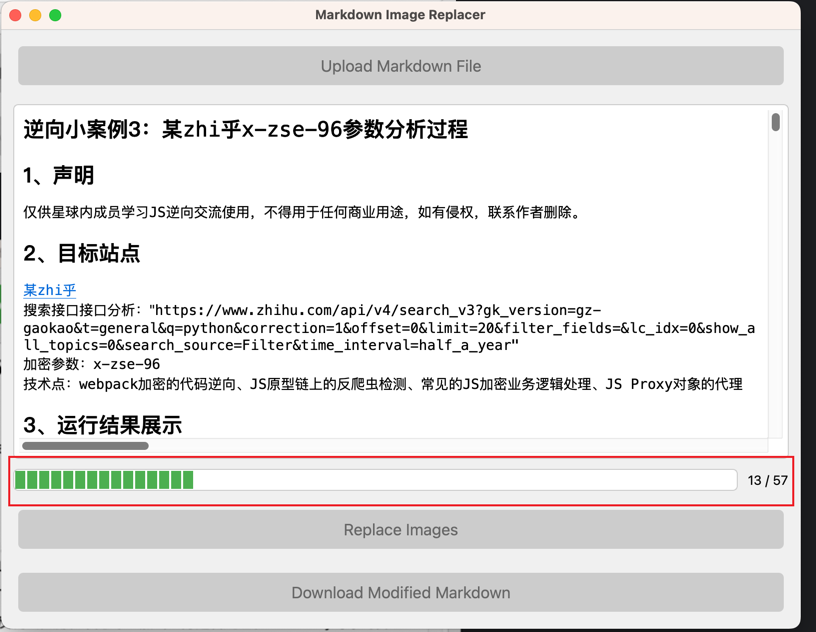 Markdown Image Replacer
Upload Markdown File
逆向小案例3：某zhi乎x-zse-96参数分析过程
1、声明
仅供星球内成员学习JS逆向交流使用，不得用于任何商业用途，如有侵权，联系作者删除。
2、目标站点
某zhi乎
搜索接口接口分析："https://www.zhihu.com/api/v4/search_v3?gk_version=gz-
gaokao&t=general&q=python&correction=1&offset=0&limit=20&filter_fields=&lc_idx=0&show_a
ll_topics=0&search_source=Filter&time_interval=half_a_year"
加密参数：x-zse-96
技术点：webpack加密的代码逆向、JS原型链上的反爬虫检测、常见的JS加密业务逻辑处理、JS Proxy对象的代理
3、运行结果展示
13 / 57
Replace Images
Download Modified Markdown